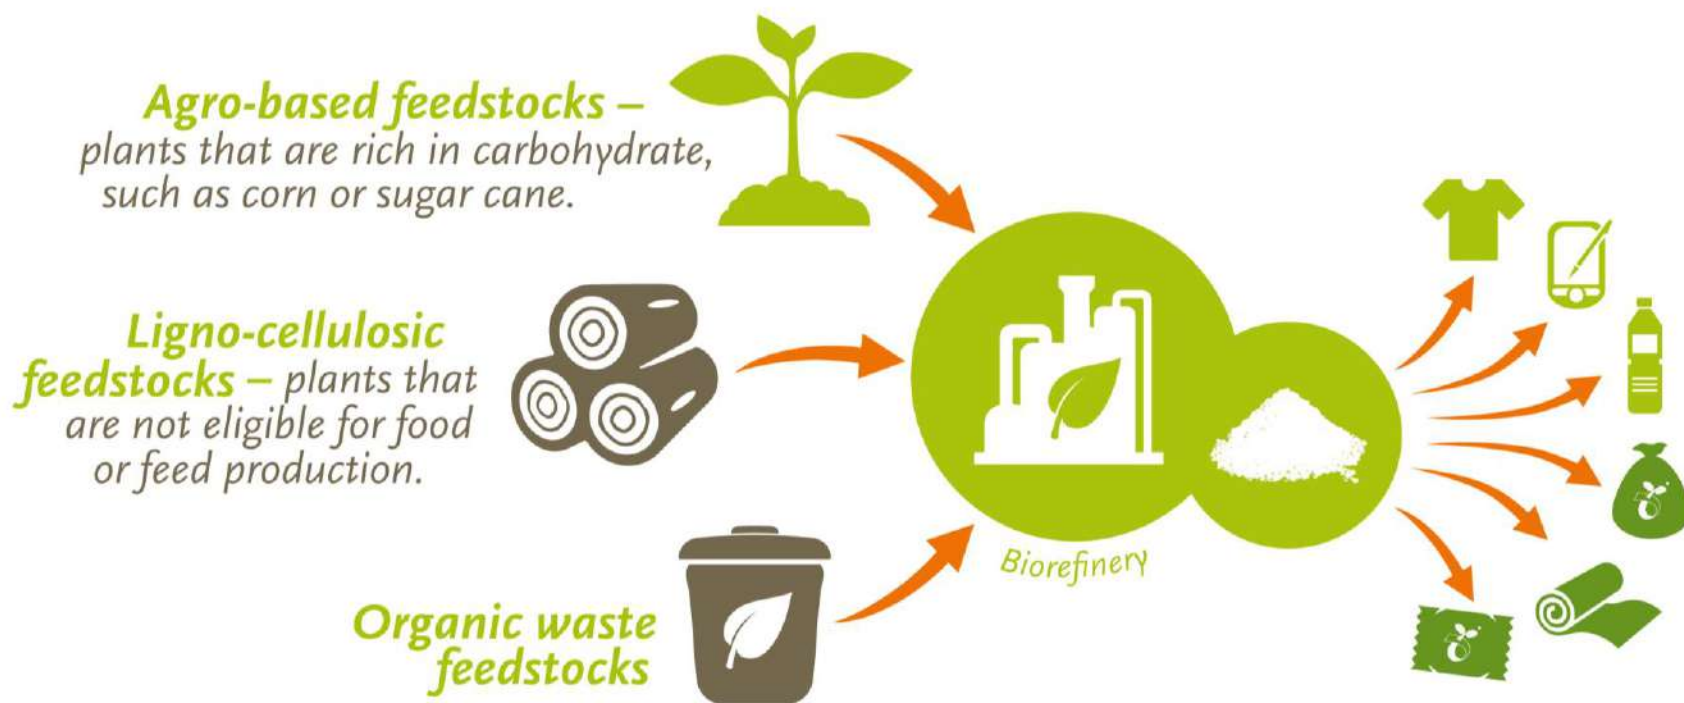 Agro-based feedstocks –
plants that are rich in carbohydrate,
such as corn or sugar cane.
Ligno-cellulosic
feedstocks – plants that
are not eligible for food
or feed production.
Organic waste
feedstocks
Biorefinery